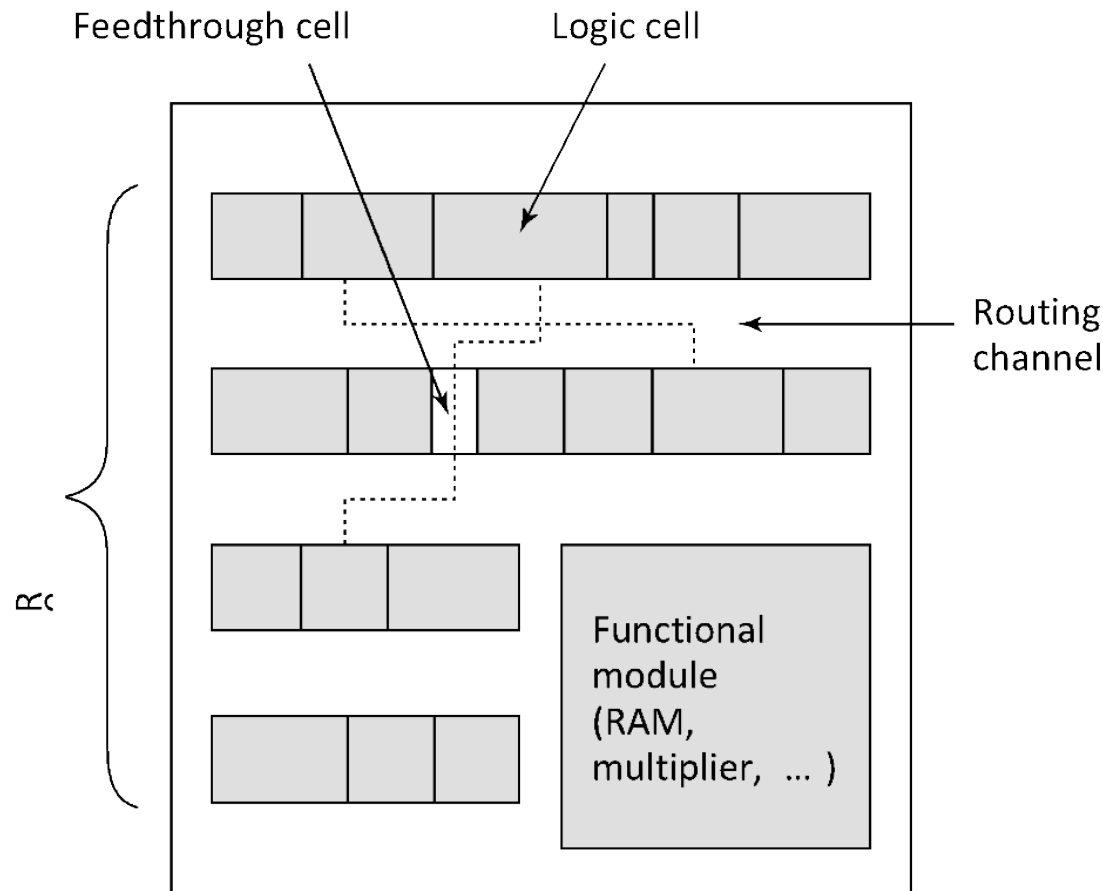 Feedthrough cell
Logic cell
Routing
channel
Functional
module
(RAM,
multiplier, … )